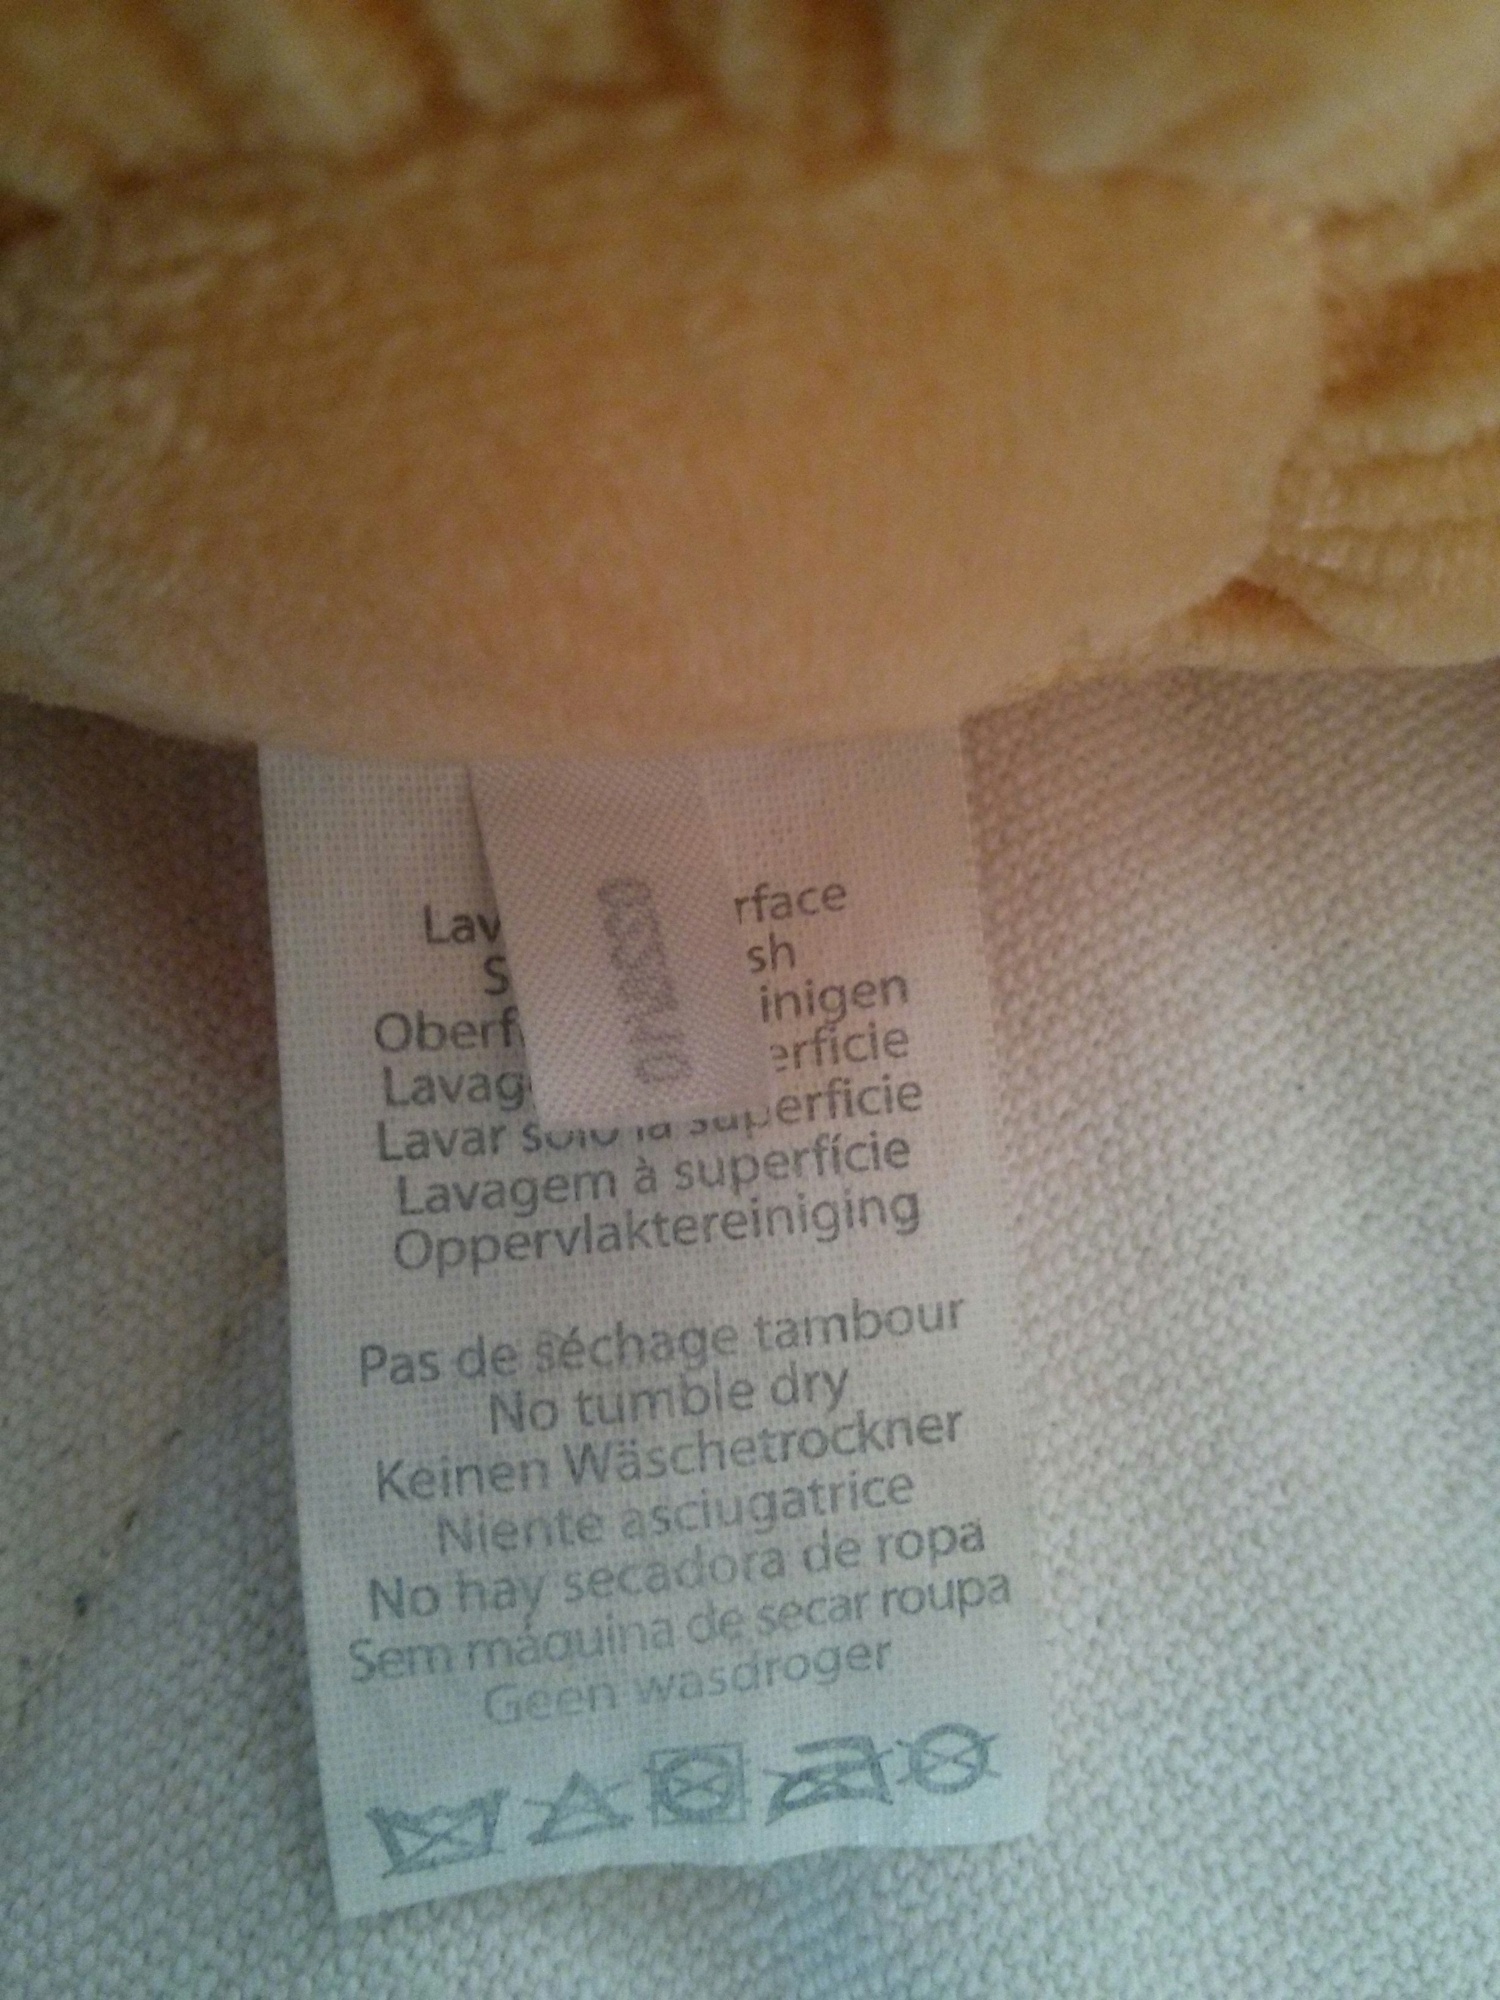 Lav rface
S sh
Oberf inigen
Lavag erficie
Lavar solo la superficie
Lavagem à superfície
Oppervlaktereiniging
Pas de séchage tambour
No tumble dry
Keinen Wäschetrockner
Niente asciugatrice
No hay secadora de ropa
Sem máquina de secar roupa
Geen wasdroger